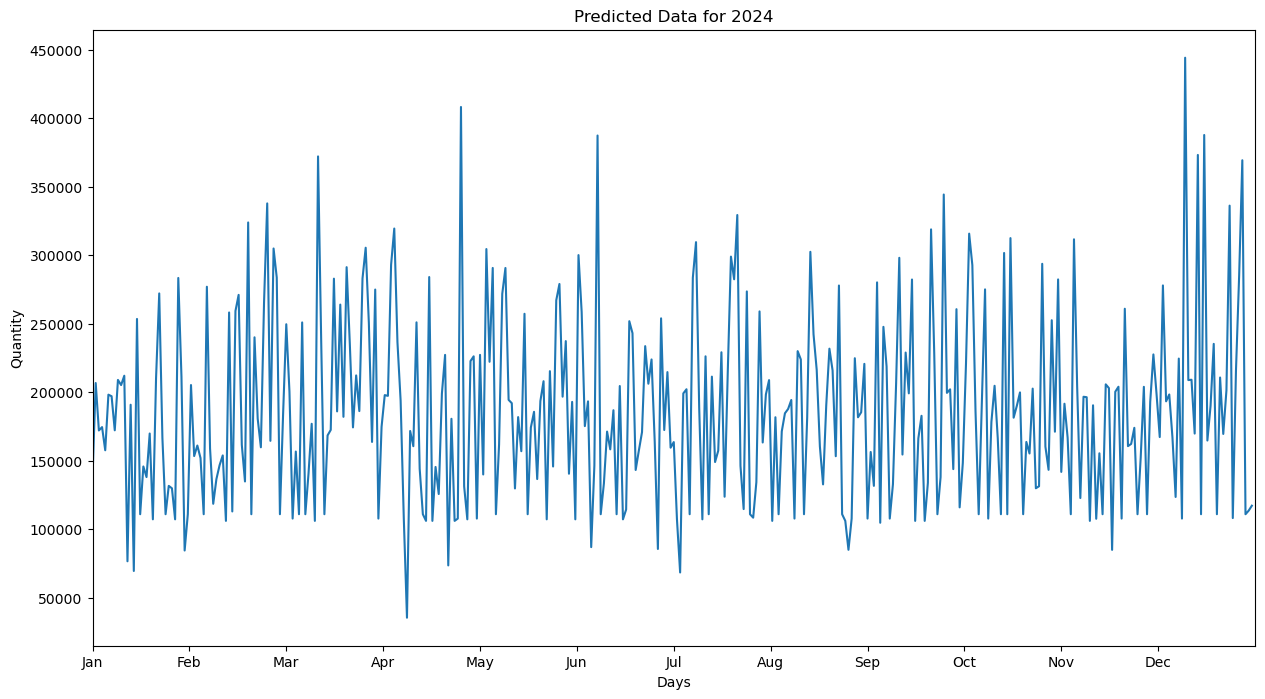 Predicted Data for 2024
450000
400000
350000
300000
250000
200000
150000
100000
50000
Quantity
Jan Feb Mar Apr May Jun Jul Aug Sep Oct Nov Dec
Days